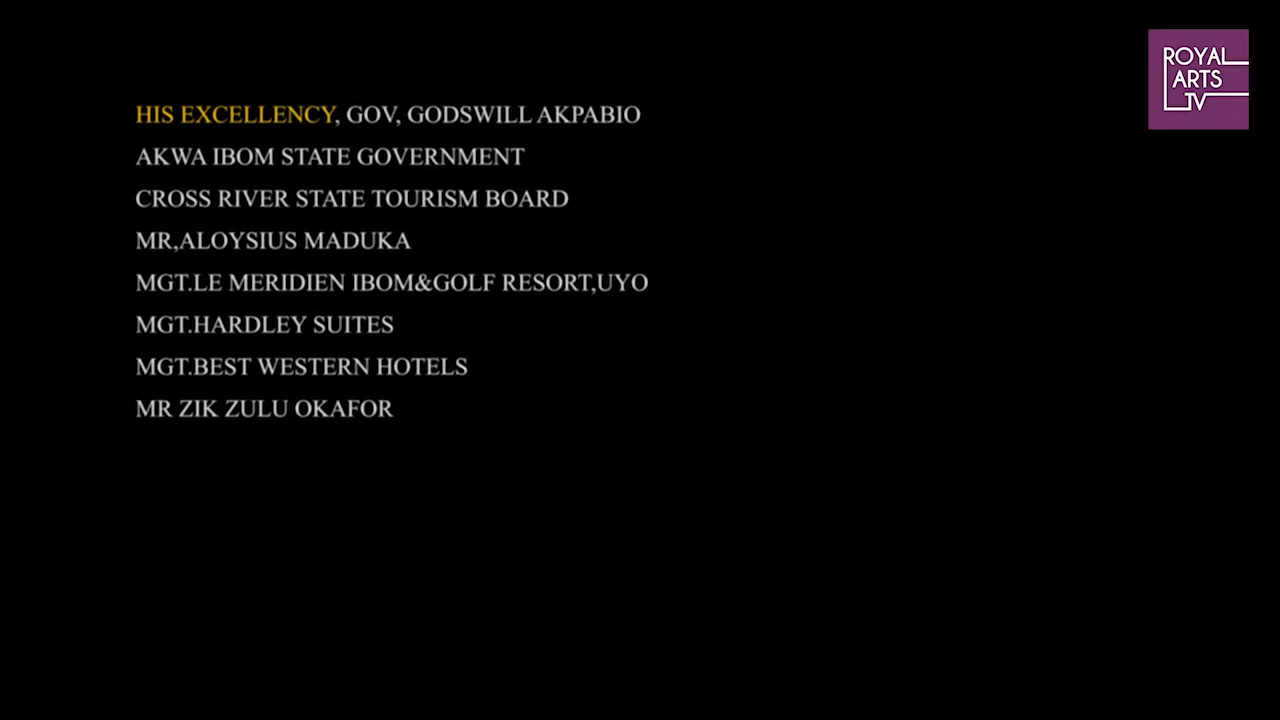 HIS EXCELLENCY, GOV, GODSWILL AKPABIO
AKWA IBOM STATE GOVERNMENT
CROSS RIVER STATE TOURISM BOARD
MR,ALOYSIUS MADUKA
MGT.LE MERIDIEN IBOM&GOLF RESORT,UYO
MGT.HARDLEY SUITES
MGT.BEST WESTERN HOTELS
MR ZIK ZULU OKAFOR
ROYAL
ARTS
TV